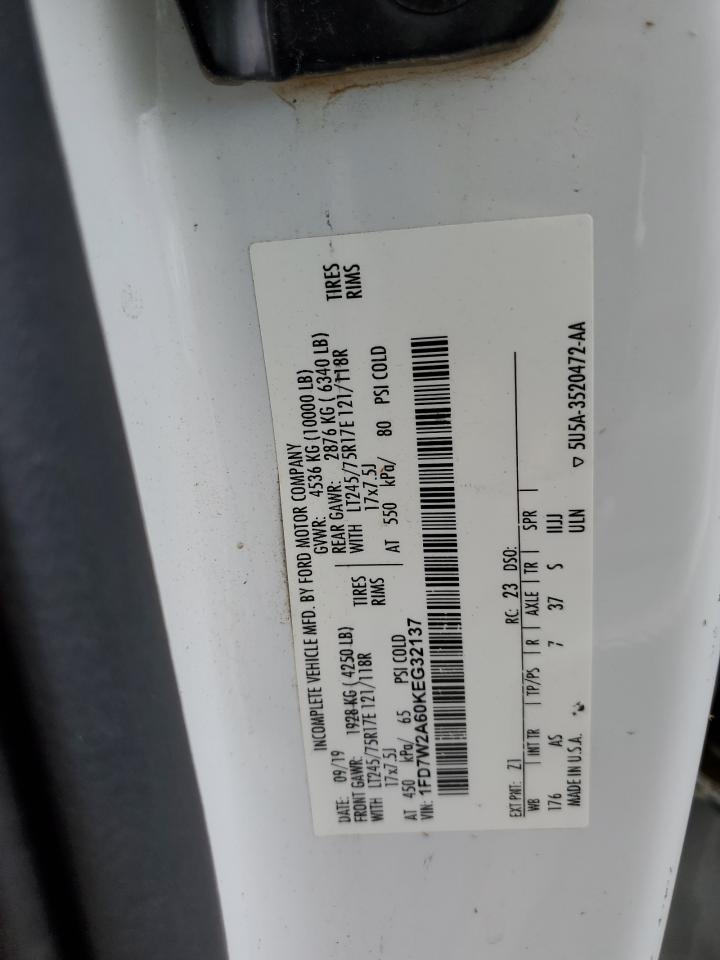 INCOMPLETE VEHICLE MFD. BY FORD MOTOR COMPANY
DATE: 09/19 GVWR: 4536 KG (10000 LB)
FRONT GAWR: 1928 KG ( 4250 LB) REAR GAWR: 2876 KG ( 6340 LB)
WITH LT245/75R17E 121/118R TIRES WITH LT245/75R17E 121/118R TIRES
17x7.5J RIMS 17x7.5J RIMS
AT 450 kPa/ 65 PSI COLD AT 550 kPa/ 80 PSI COLD
VIN: 1FD7W2A60KEG32137
EXT PNT: Z1 RC: 23 DSO:
WB INT TR TP/PS R AXLE TR SPR
176 AS 7 37 S IIJJ
MADE IN U.S.A. ULN
▽ 5U5A-3520472-AA